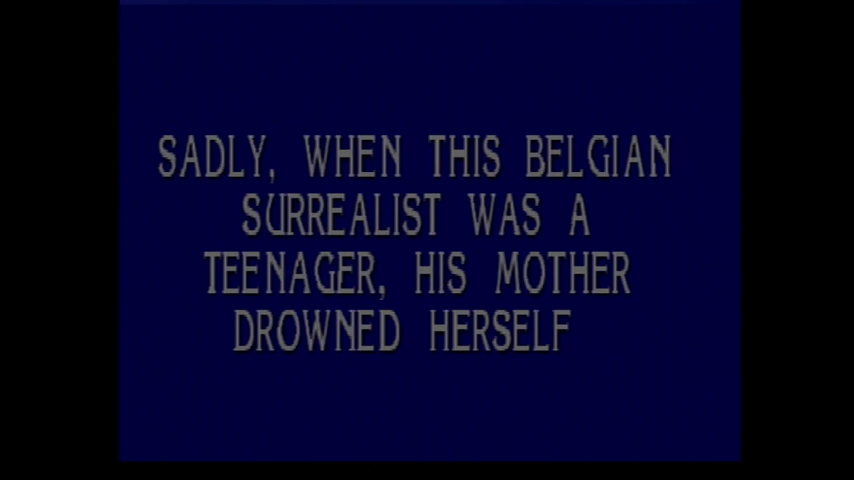 SADLY, WHEN THIS BELGIAN
SURREALIST WAS A
TEENAGER, HIS MOTHER
DROWNED HERSELF